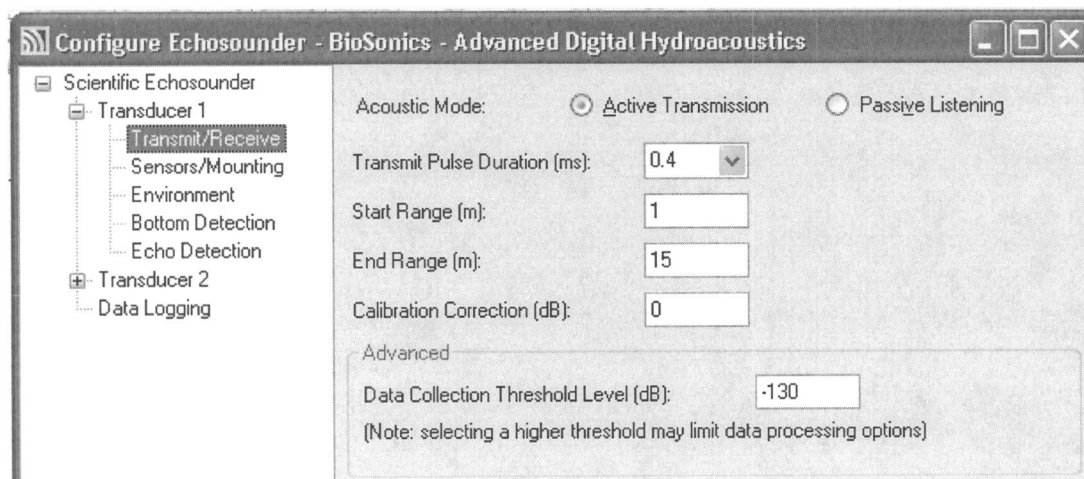 Configure Echosounder - BioSonics - Advanced Digital Hydroacoustics
Scientific Echosounder
Transducer 1
Transmit/Receive
Sensors/Mounting
Environment
Bottom Detection
Echo Detection
Transducer 2
Data Logging
Acoustic Mode: Active Transmission Passive Listening
Transmit Pulse Duration (ms): 0.4
Start Range (m): 1
End Range (m): 15
Calibration Correction (dB): 0
Advanced
Data Collection Threshold Level (dB): -130
(Note: selecting a higher threshold may limit data processing options)